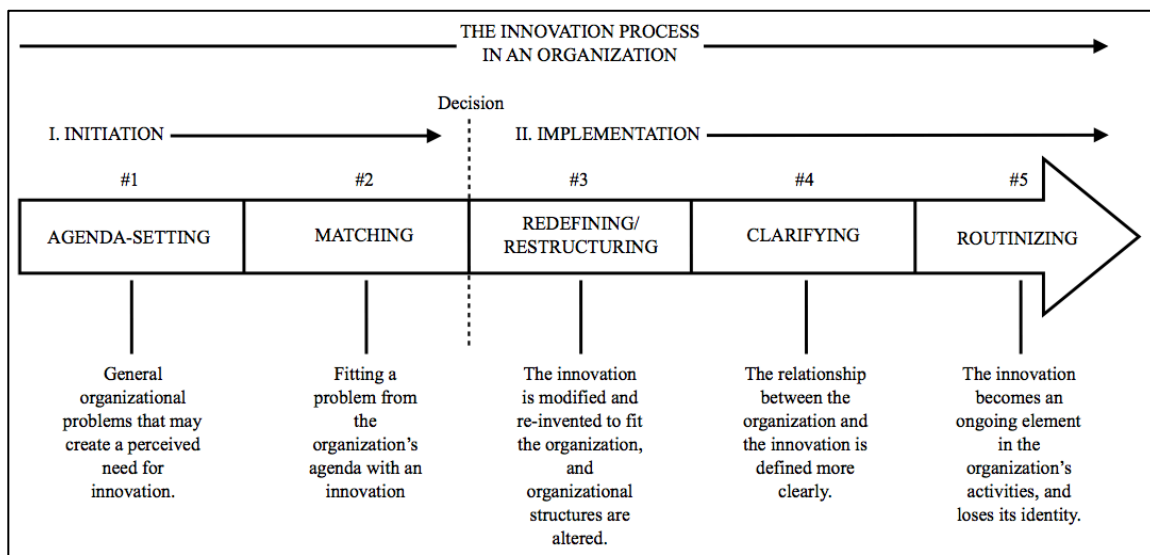 THE INNOVATION PROCESS
IN AN ORGANIZATION
Decision
I. INITIATION
II. IMPLEMENTATION
#1
#2
#3
#4
#5
AGENDA-SETTING
MATCHING
REDEFINING/
RESTRUCTURING
CLARIFYING
ROUTINIZING
General
organizational
problems that may
create a perceived
need for
innovation.
Fitting a
problem from
the
organization’s
agenda with an
innovation
The innovation
is modified and
re-invented to fit
the organization,
and
organizational
structures are
altered.
The relationship
between the
organization and
the innovation is
defined more
clearly.
The innovation
becomes an
ongoing element
in the
organization’s
activities, and
loses its identity.